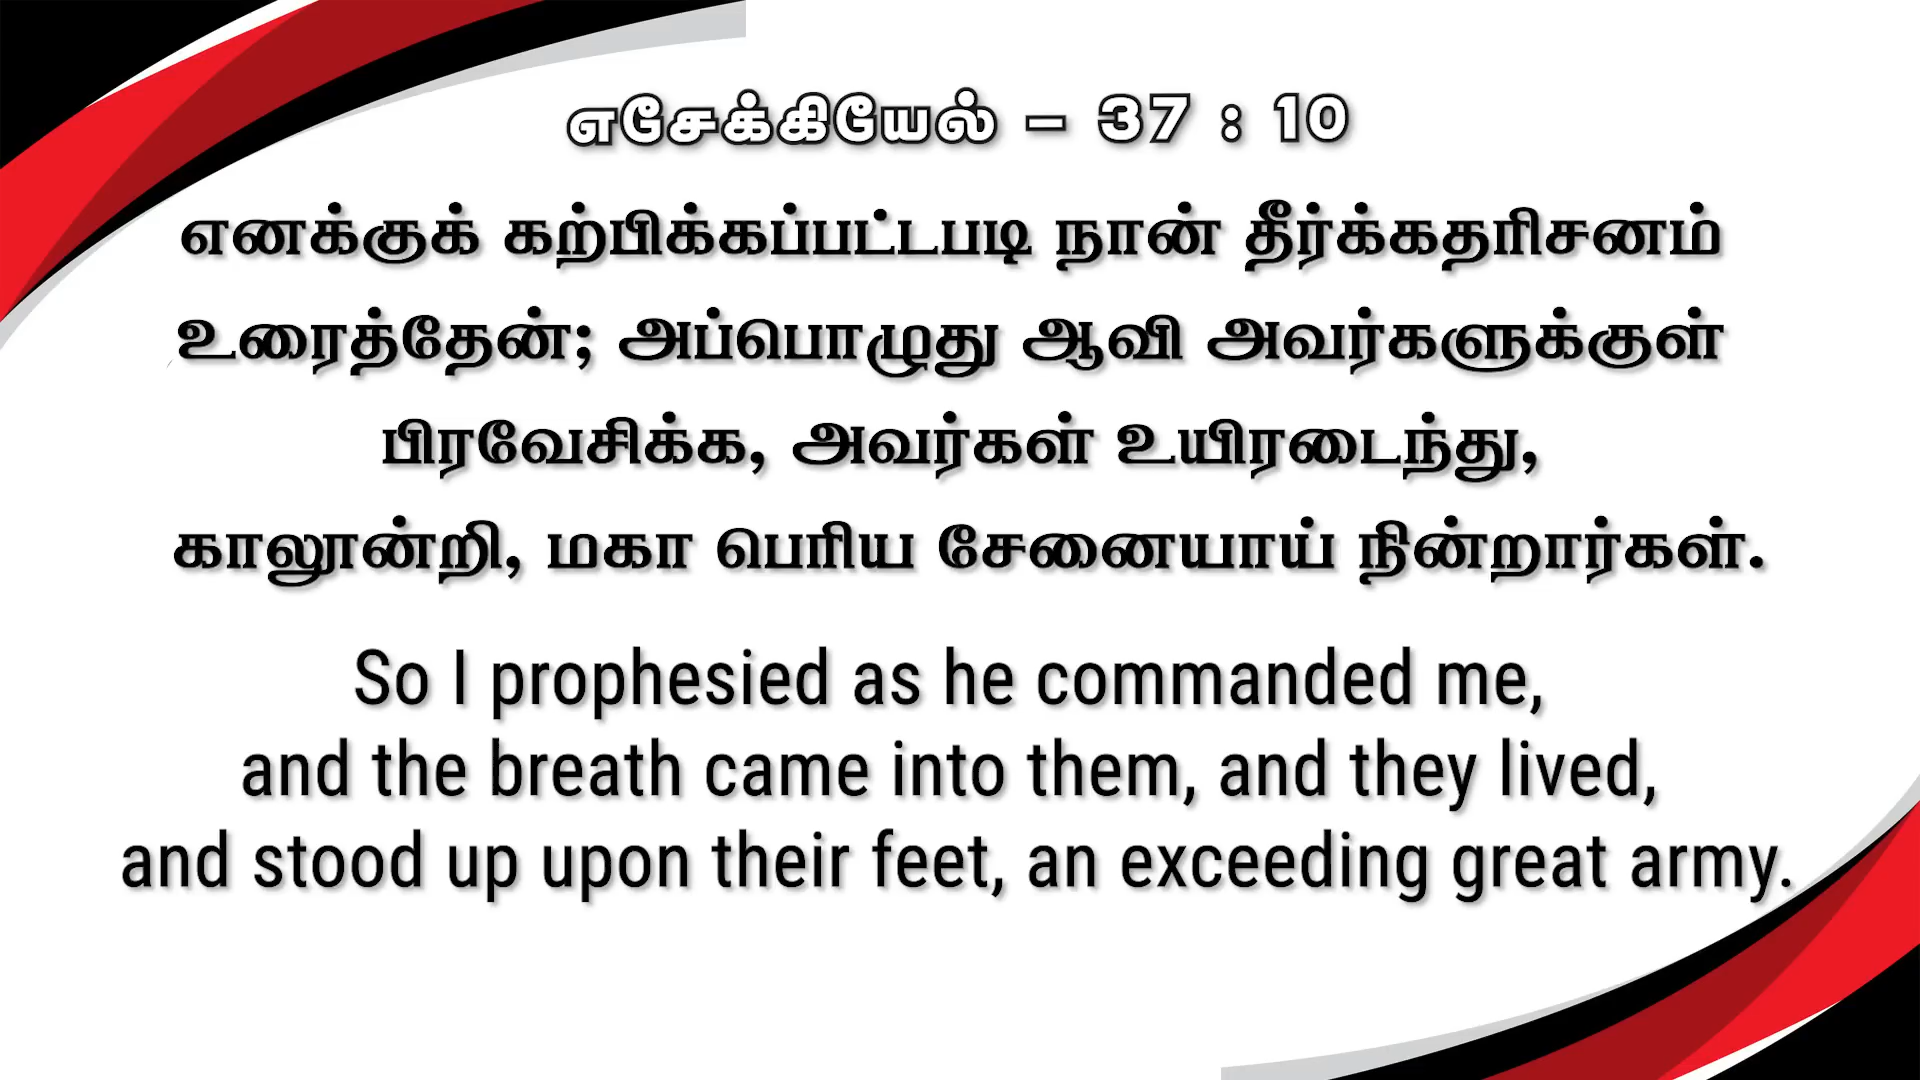 எசேக்கியேல் – 37 : 10
எனக்குக் கற்பிக்கப்பட்டபடி நான் தீர்க்கதரிசனம்
உரைத்தேன்; அப்பொழுது ஆவி அவர்களுக்குள்
பிரவேசிக்க, அவர்கள் உயிரடைந்து,
காலூன்றி, மகா பெரிய சேனையாய் நின்றார்கள்.
So I prophesied as he commanded me,
and the breath came into them, and they lived,
and stood up upon their feet, an exceeding great army.